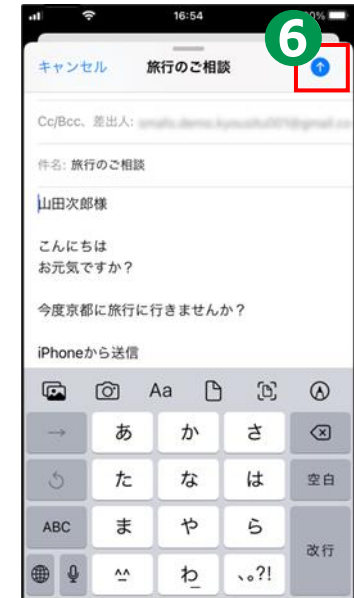 16:54
6
キャンセル 旅行のご相談
Cc/Bcc、差出人:
件名: 旅行のご相談
山田次郎様
こんにちは
お元気ですか？
今度京都に旅行に行きませんか？
iPhoneから送信
Aa
→ あ か さ
た な は 空白
ABC ま や ら 改行
^^ わ 、。?!